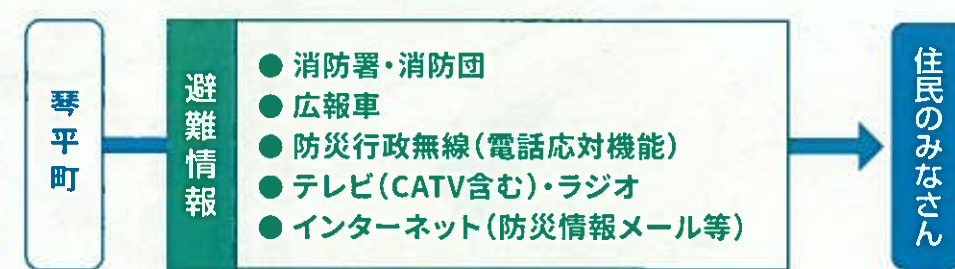 琴平町
避難情報
● 消防署・消防団
● 広報車
● 防災行政無線（電話応対機能）
● テレビ（CATV含む）・ラジオ
● インターネット（防災情報メール等）
住民のみなさん